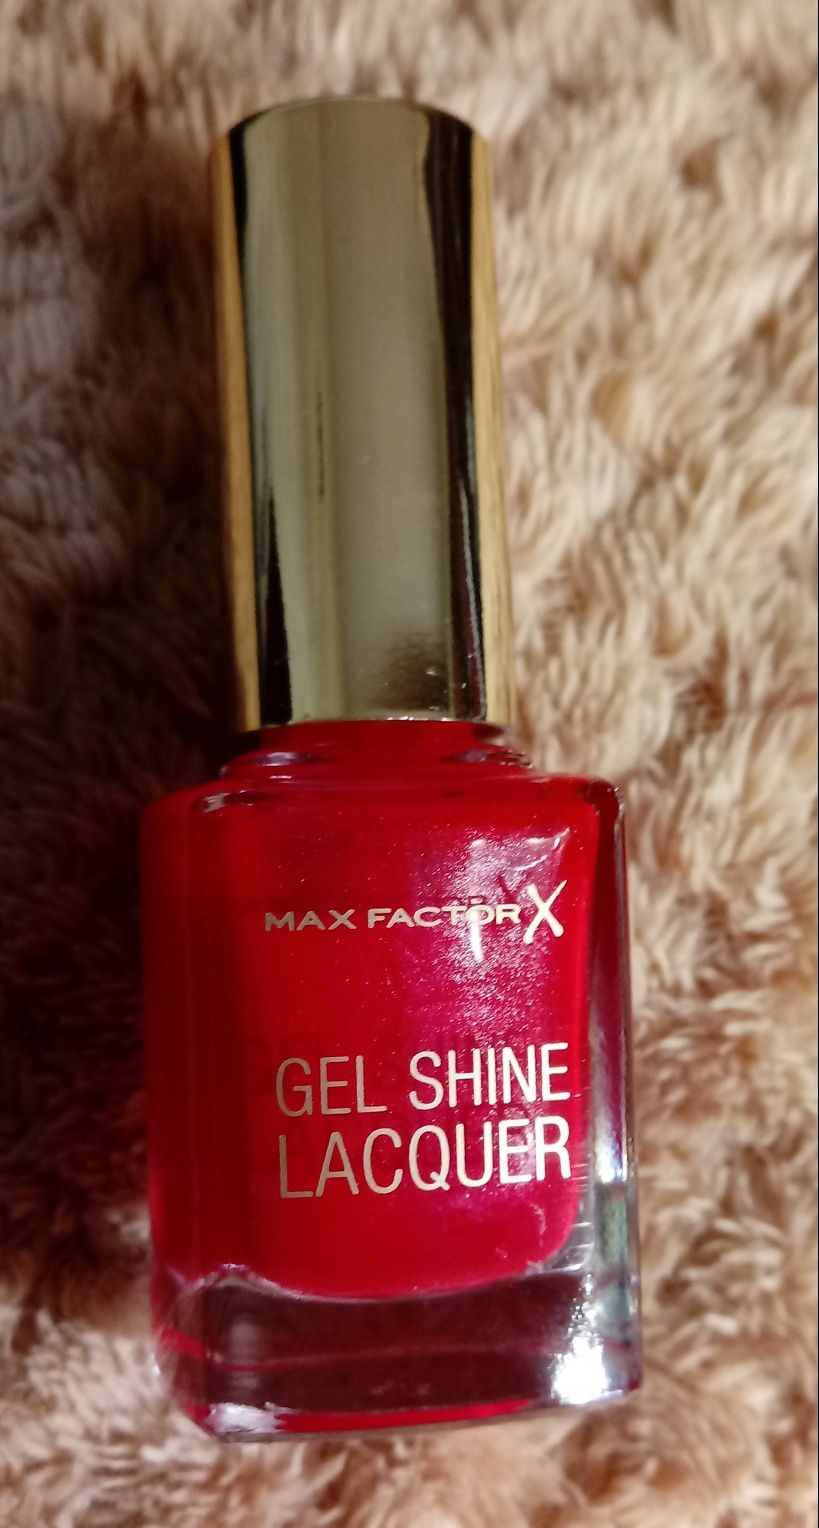 MAX FACTOR X
GEL SHINE
LACQUER